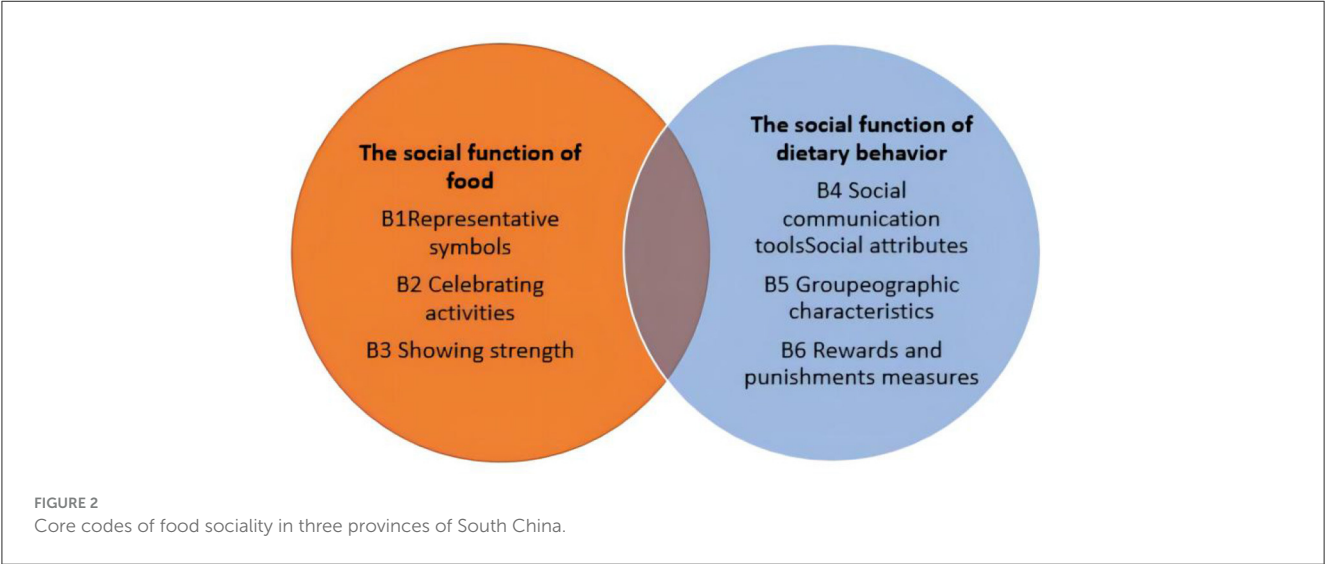 The social function of
food
B1Representative
symbols
B2 Celebrating
activities
B3 Showing strength
The social function of
dietary behavior
B4 Social
communication
toolsSocial attributes
B5 Groupeographic
characteristics
B6 Rewards and
punishments measures
FIGURE 2
Core codes of food sociality in three provinces of South China.